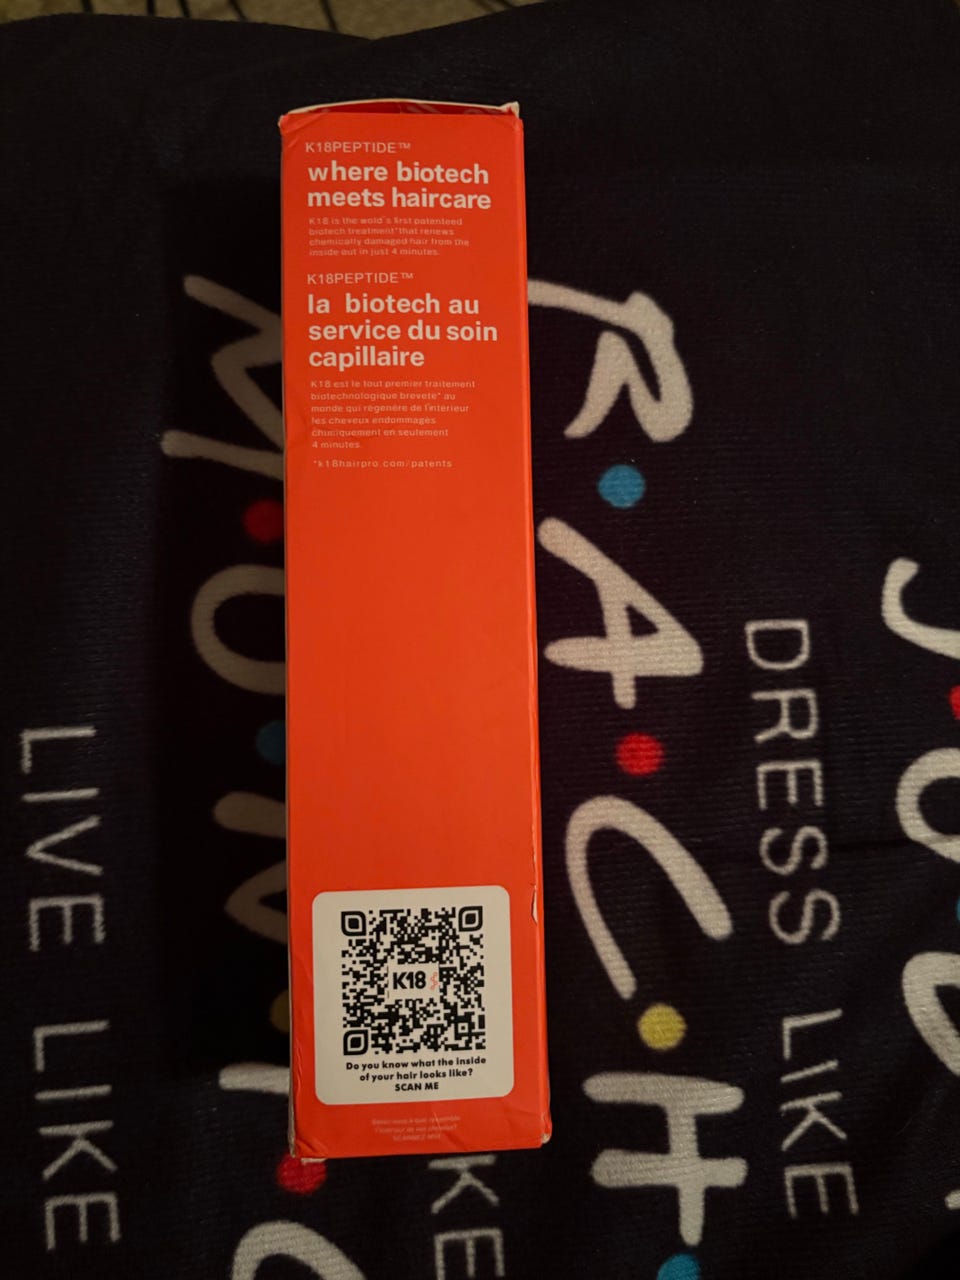 K18PEPTIDE™
where biotech
meets haircare
K18 is the wold's first patenteed
biotech treatment*that renews
chemically damaged hair from the
inside out in just 4 minutes.
K18PEPTIDE™
la biotech au
service du soin
capillaire
K18 est le tout premier traitement
biotechnologique breveté* au
monde qui régénère de l'intérieur
les cheveux endommagés
chimiquement en seulement
4 minutes.
*k18hairpro.com/patents
K18
Do you know what the inside
of your hair looks like?
SCAN ME
SCANNEZ MOI
R.A.C.H.
DRESS LIKE
LIVE LIKE
M.O.N.
KE